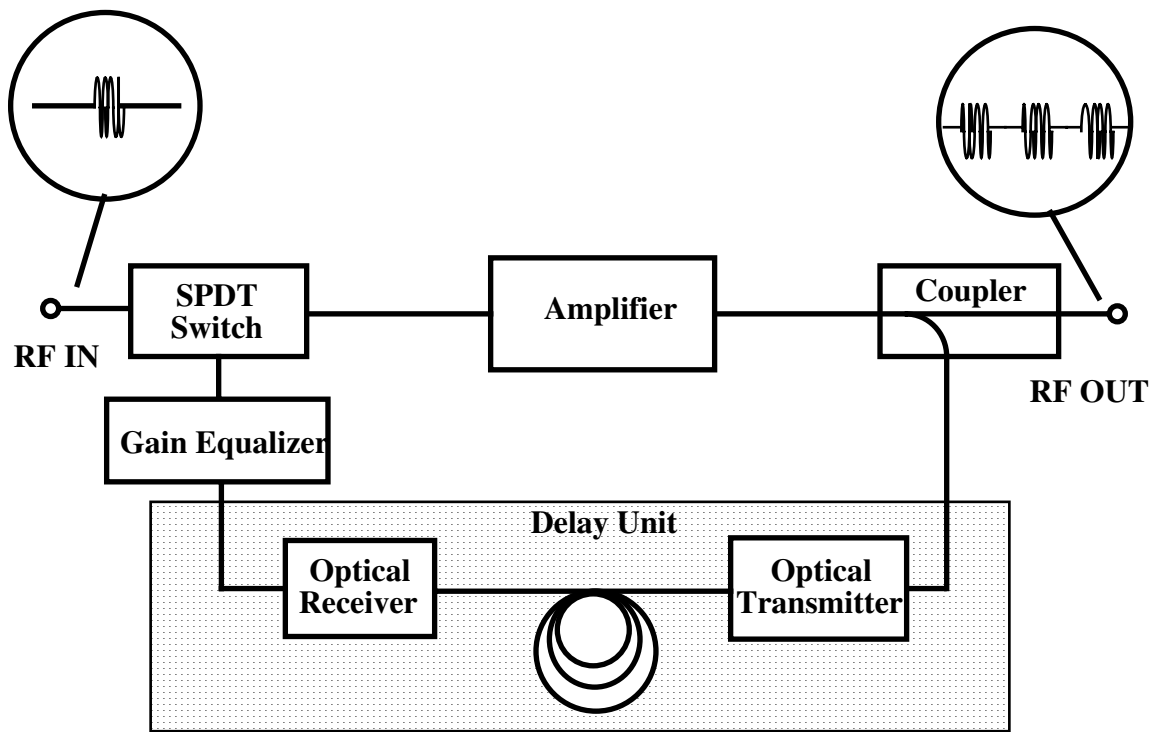 SPDT
Switch
Amplifier
Coupler
RF IN
RF OUT
Gain Equalizer
Delay Unit
Optical
Receiver
Optical
Transmitter